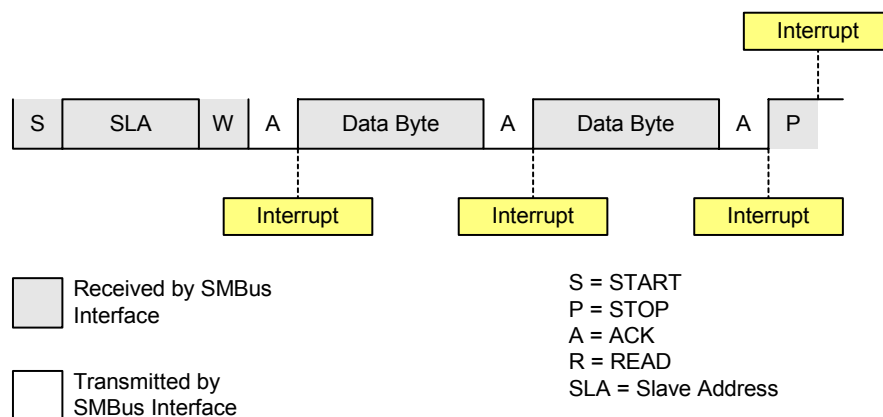 Interrupt
S SLA W A Data Byte A Data Byte A P
Interrupt Interrupt Interrupt
Received by SMBus
Interface
Transmitted by
SMBus Interface
S = START
P = STOP
A = ACK
R = READ
SLA = Slave Address